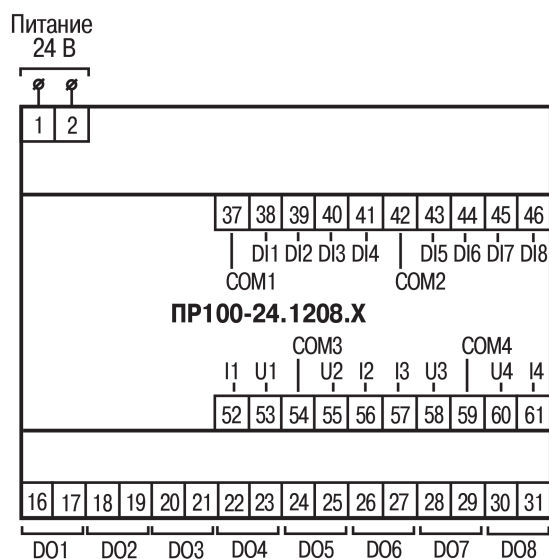 Питание
24 В
1 2
37 38 39 40 41 42 43 44 45 46
DI1 DI2 DI3 DI4 DI5 DI6 DI7 DI8
COM1 COM2
ПР100-24.1208.Х
COM3 COM4
I1 U1 U2 I2 I3 U3 U4 I4
52 53 54 55 56 57 58 59 60 61
16 17 18 19 20 21 22 23 24 25 26 27 28 29 30 31
DO1 DO2 DO3 DO4 DO5 DO6 DO7 DO8